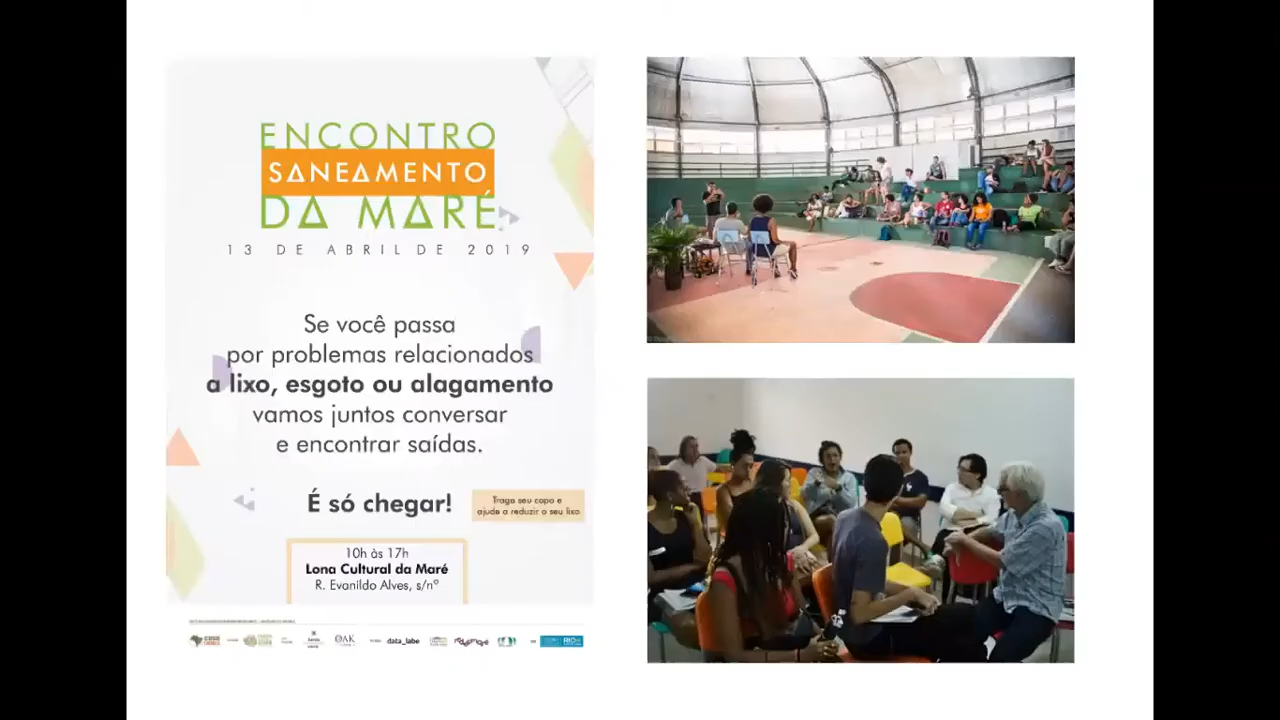 ENCONTRO
SANEAMENTO
DA MARÉ
13 DE ABRIL DE 2019
Se você passa
por problemas relacionados
a lixo, esgoto ou alagamento
vamos juntos conversar
e encontrar saídas.
É só chegar!
Traga seu copo e
ajude a reduzir o seu lixo
10h às 17h
Lona Cultural da Maré
R. Evanildo Alves, s/nº
OAK
data_labe
RIO